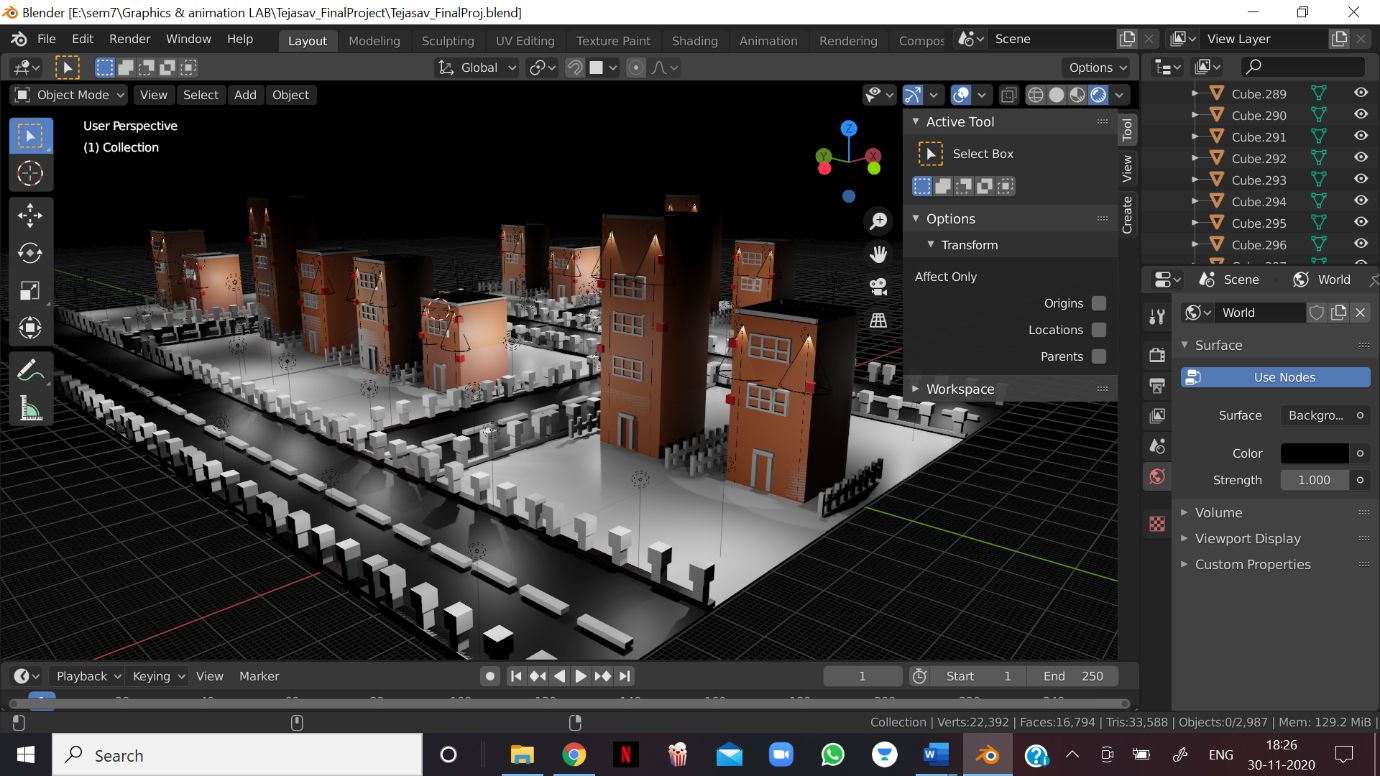 Blender [E:\sem7\Graphics & animation LAB\Tejasav_FinalProject\Tejasav_FinalProj.blend]
File Edit Render Window Help Layout Modeling Sculpting UV Editing Texture Paint Shading Animation Rendering Compos Scene View Layer
Global Options
Object Mode View Select Add Object
User Perspective
(1) Collection
Z
Y
X
Active Tool
Select Box
Options
Transform
Affect Only
Origins
Locations
Parents
Workspace
Tool
View
Create
Cube.289
Cube.290
Cube.291
Cube.292
Cube.293
Cube.294
Cube.295
Cube.296
Scene World
World
Surface
Use Nodes
Surface Backgro...
Color
Strength 1.000
Volume
Viewport Display
Custom Properties
Playback Keying View Marker 1 Start 1 End 250
Collection | Verts:22,392 | Faces:16,794 | Tris:33,588 | Objects:0/2,987 | Mem: 129.2 MiB |
Search
ENG
18:26
30-11-2020